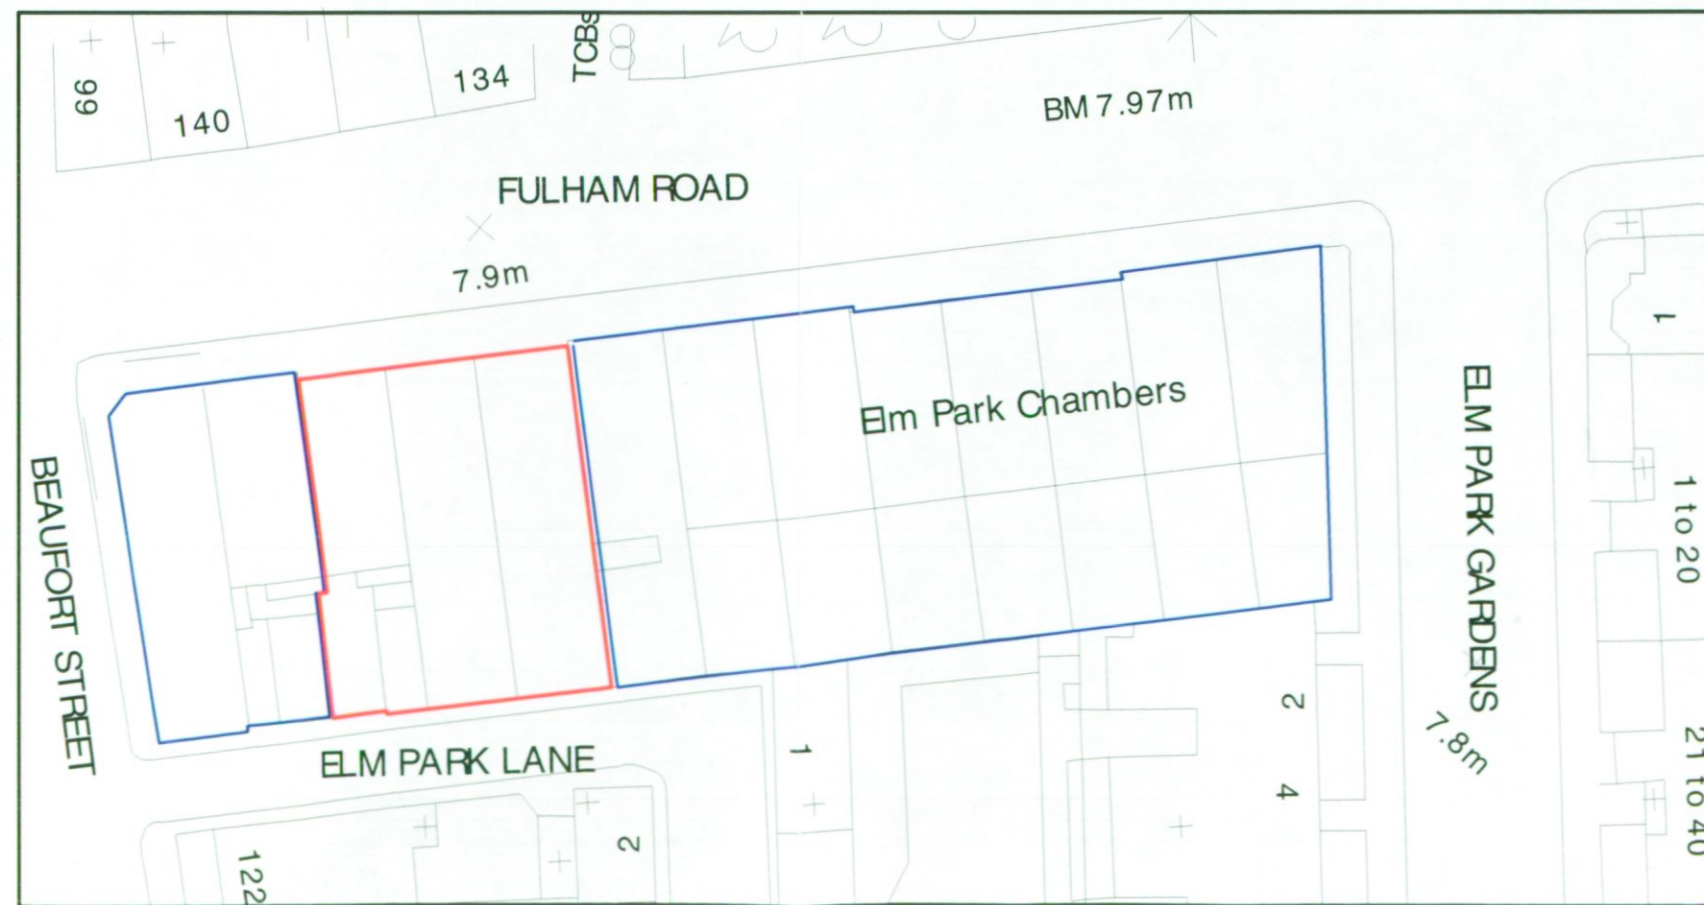 TCBs
99
140
134
BM 7.97m
FULHAM ROAD
7.9m
1
Elm Park Chambers
BEAUFORT STREET
ELM PARK GARDENS
1 to 20
ELM PARK LANE
1
2
4
7.8m
21 to 40
2
122